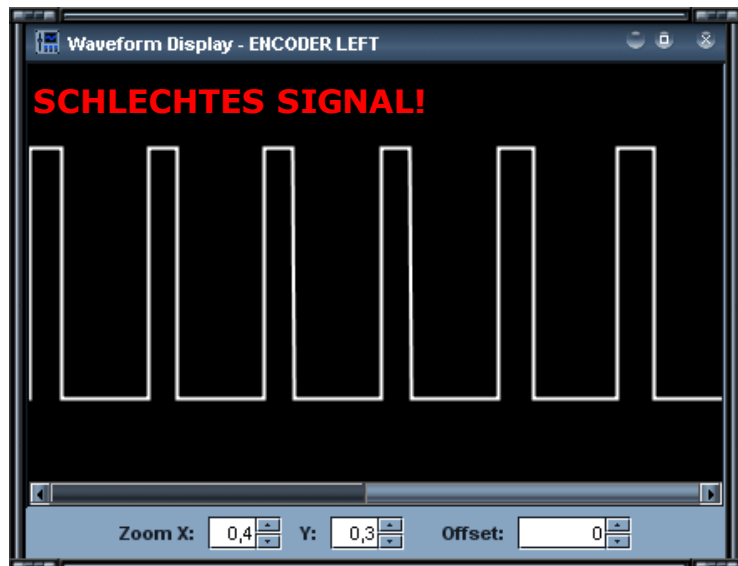 Waveform Display - ENCODER LEFT
SCHLECHTES SIGNAL!
Zoom X: 0,4 Y: 0,3 Offset: 0